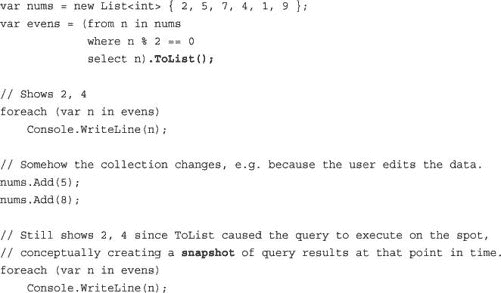 var nums = new List<int> { 2, 5, 7, 4, 1, 9 };
var evens = (from n in nums
             where n % 2 == 0
             select n).ToList();

// Shows 2, 4
foreach (var n in evens)
    Console.WriteLine(n);

// Somehow the collection changes, e.g. because the user edits the data.
nums.Add(5);
nums.Add(8);

// Still shows 2, 4 since ToList caused the query to execute on the spot,
// conceptually creating a snapshot of query results at that point in time.
foreach (var n in evens)
    Console.WriteLine(n);